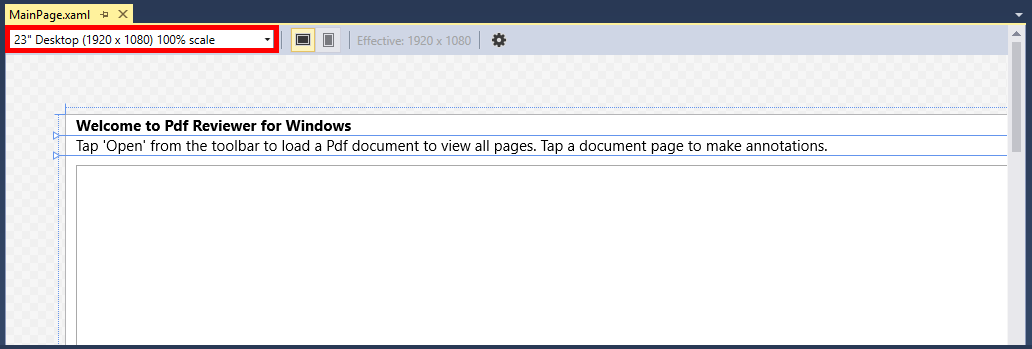 MainPage.xaml
23" Desktop (1920 x 1080) 100% scale Effective: 1920 x 1080
Welcome to Pdf Reviewer for Windows
Tap 'Open' from the toolbar to load a Pdf document to view all pages. Tap a document page to make annotations.